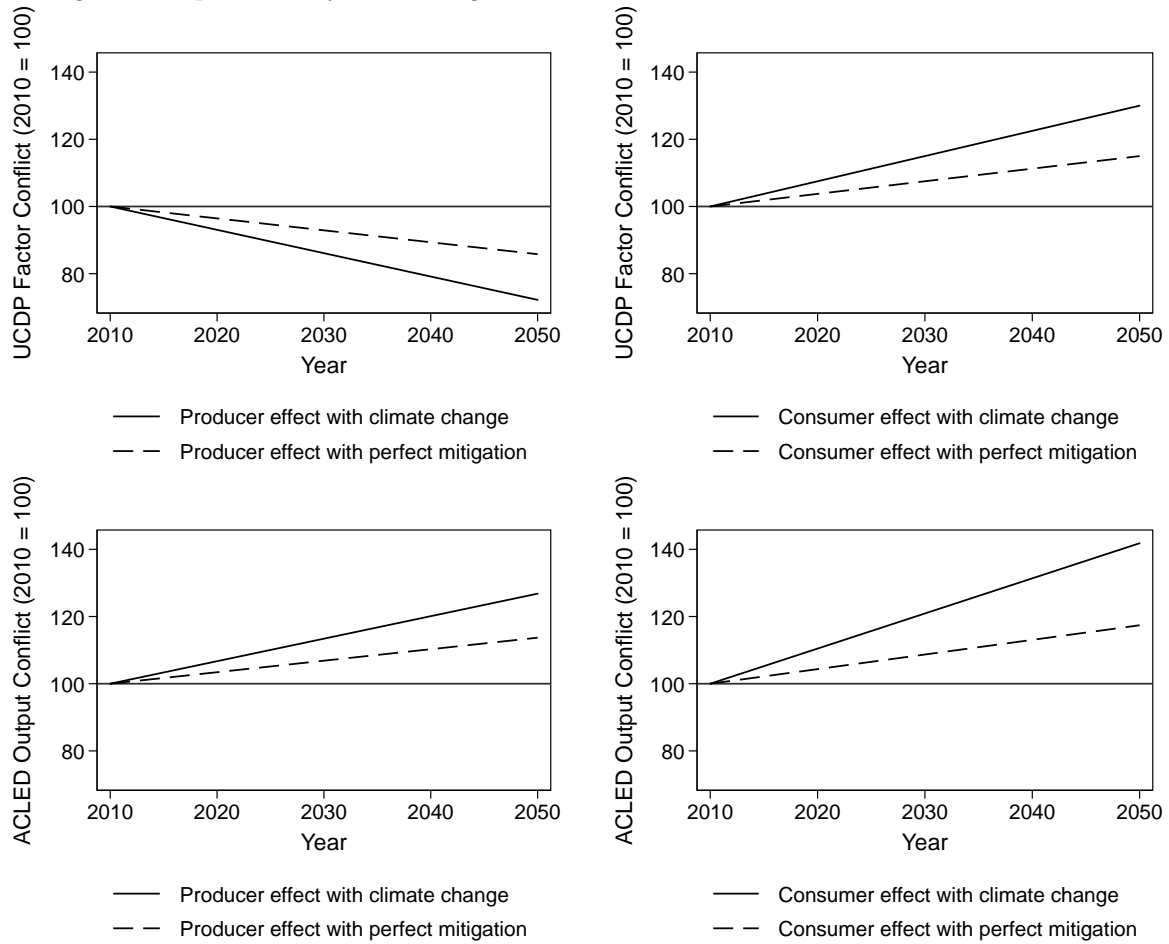 UCDP Factor Conflict (2010 = 100)
140
120
100
80
2010 2020 2030 2040 2050
Year
Producer effect with climate change
Producer effect with perfect mitigation
UCDP Factor Conflict (2010 = 100)
140
120
100
80
2010 2020 2030 2040 2050
Year
Consumer effect with climate change
Consumer effect with perfect mitigation
ACLED Output Conflict (2010 = 100)
140
120
100
80
2010 2020 2030 2040 2050
Year
Producer effect with climate change
Producer effect with perfect mitigation
ACLED Output Conflict (2010 = 100)
140
120
100
80
2010 2020 2030 2040 2050
Year
Consumer effect with climate change
Consumer effect with perfect mitigation